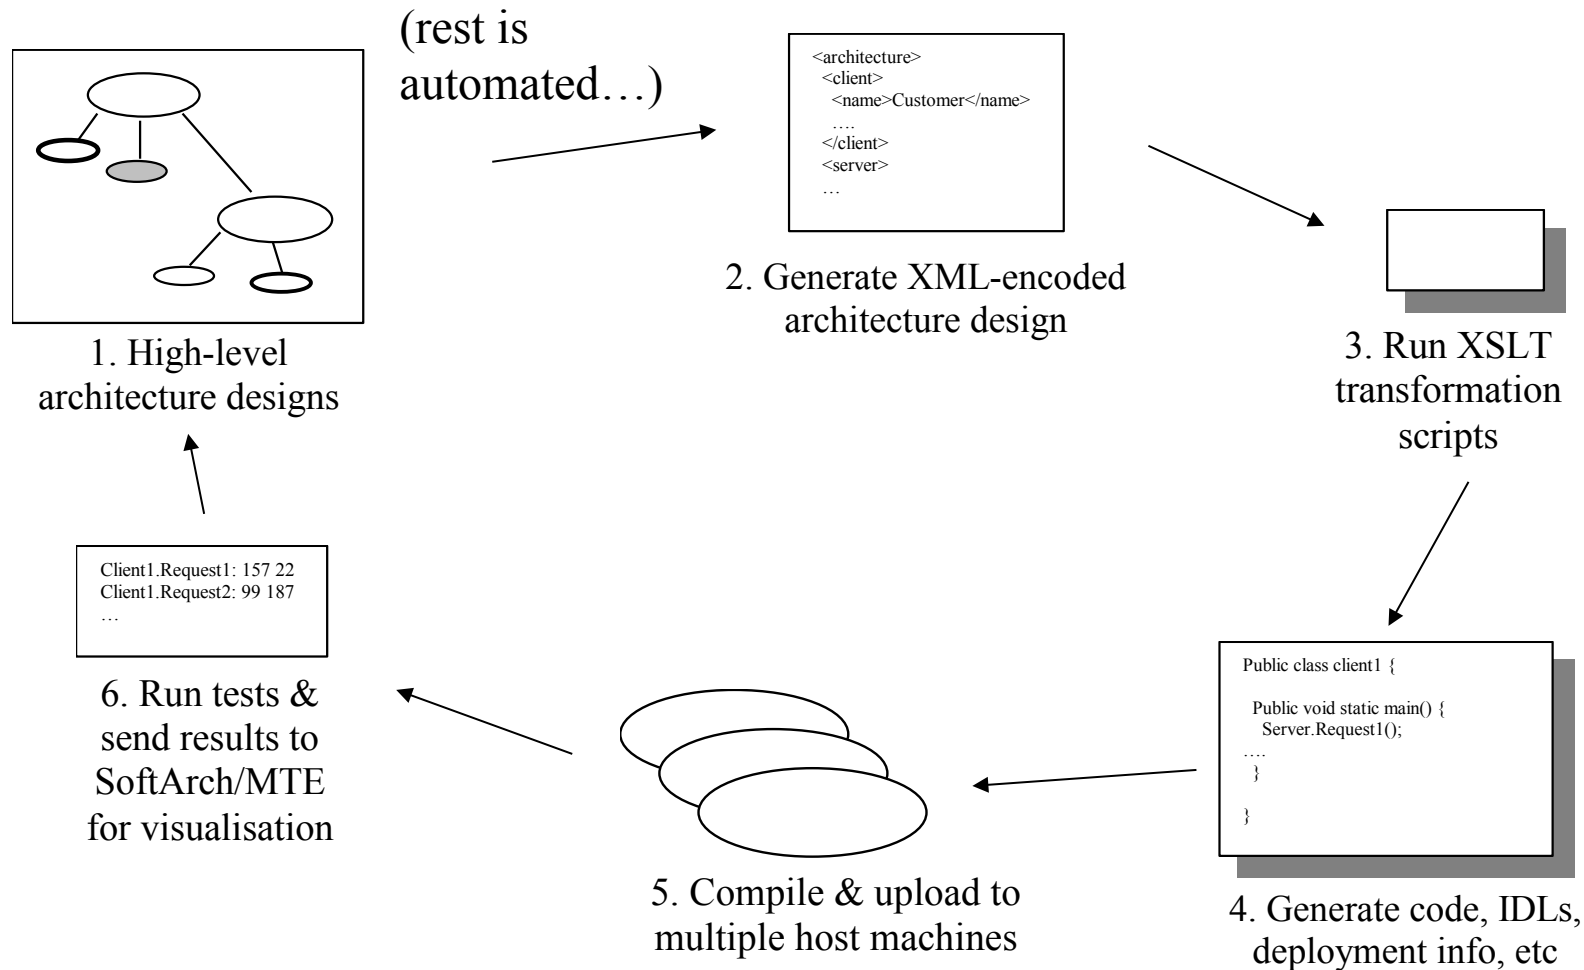 (rest is
automated…)
<architecture>
<client>
<name>Customer</name>
….
</client>
<server>
…
1. High-level
architecture designs
2. Generate XML-encoded
architecture design
3. Run XSLT
transformation
scripts
Public class client1 {
Public void static main() {
Server.Request1();
….
}
}
4. Generate code, IDLs,
deployment info, etc
5. Compile & upload to
multiple host machines
Client1.Request1: 157 22
Client1.Request2: 99 187
…
6. Run tests &
send results to
SoftArch/MTE
for visualisation